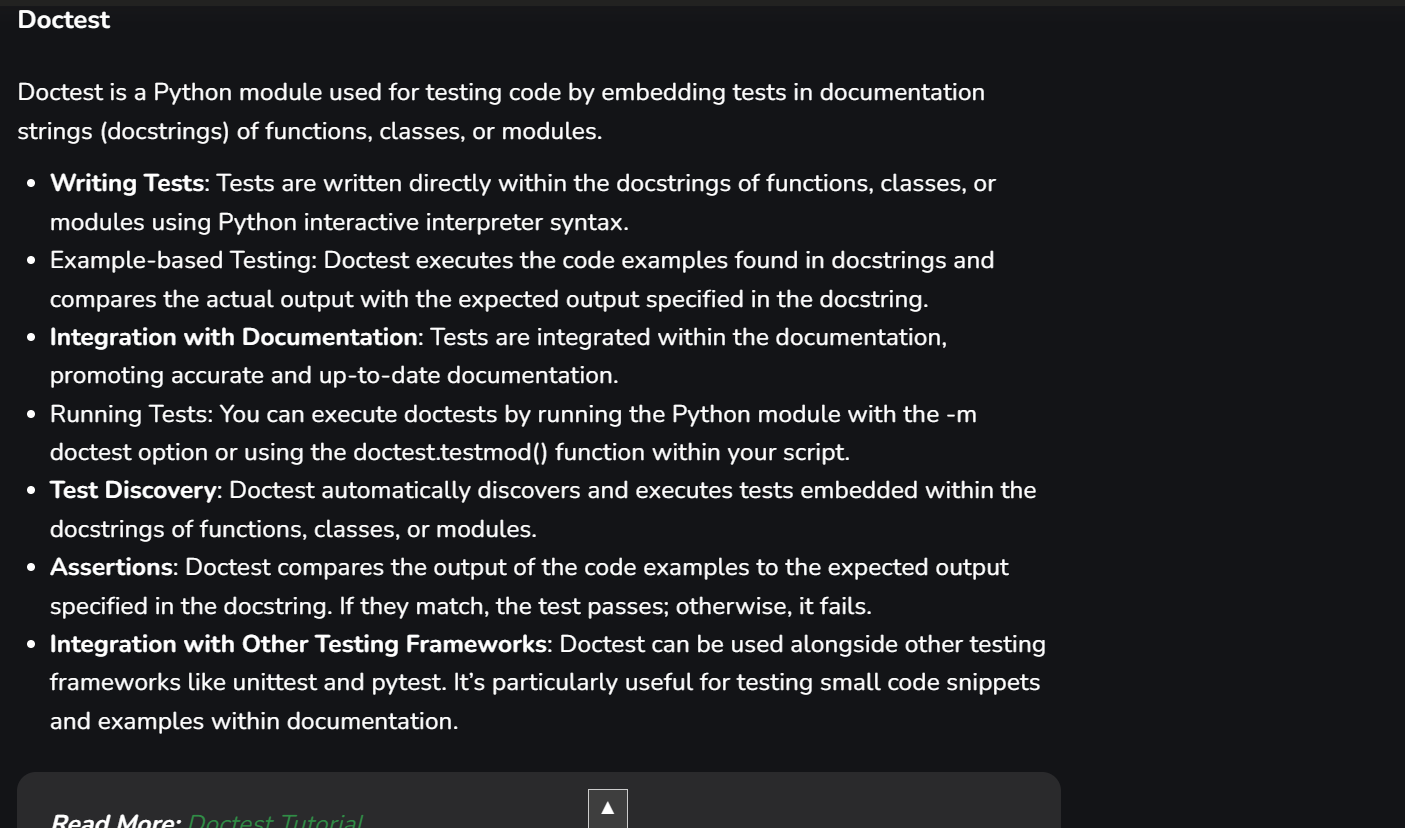 Doctest
Doctest is a Python module used for testing code by embedding tests in documentation
strings (docstrings) of functions, classes, or modules.
• Writing Tests: Tests are written directly within the docstrings of functions, classes, or
modules using Python interactive interpreter syntax.
• Example-based Testing: Doctest executes the code examples found in docstrings and
compares the actual output with the expected output specified in the docstring.
• Integration with Documentation: Tests are integrated within the documentation,
promoting accurate and up-to-date documentation.
• Running Tests: You can execute doctests by running the Python module with the -m
doctest option or using the doctest.testmod() function within your script.
• Test Discovery: Doctest automatically discovers and executes tests embedded within the
docstrings of functions, classes, or modules.
• Assertions: Doctest compares the output of the code examples to the expected output
specified in the docstring. If they match, the test passes; otherwise, it fails.
• Integration with Other Testing Frameworks: Doctest can be used alongside other testing
frameworks like unittest and pytest. It’s particularly useful for testing small code snippets
and examples within documentation.
Read More: Doctest Tutorial